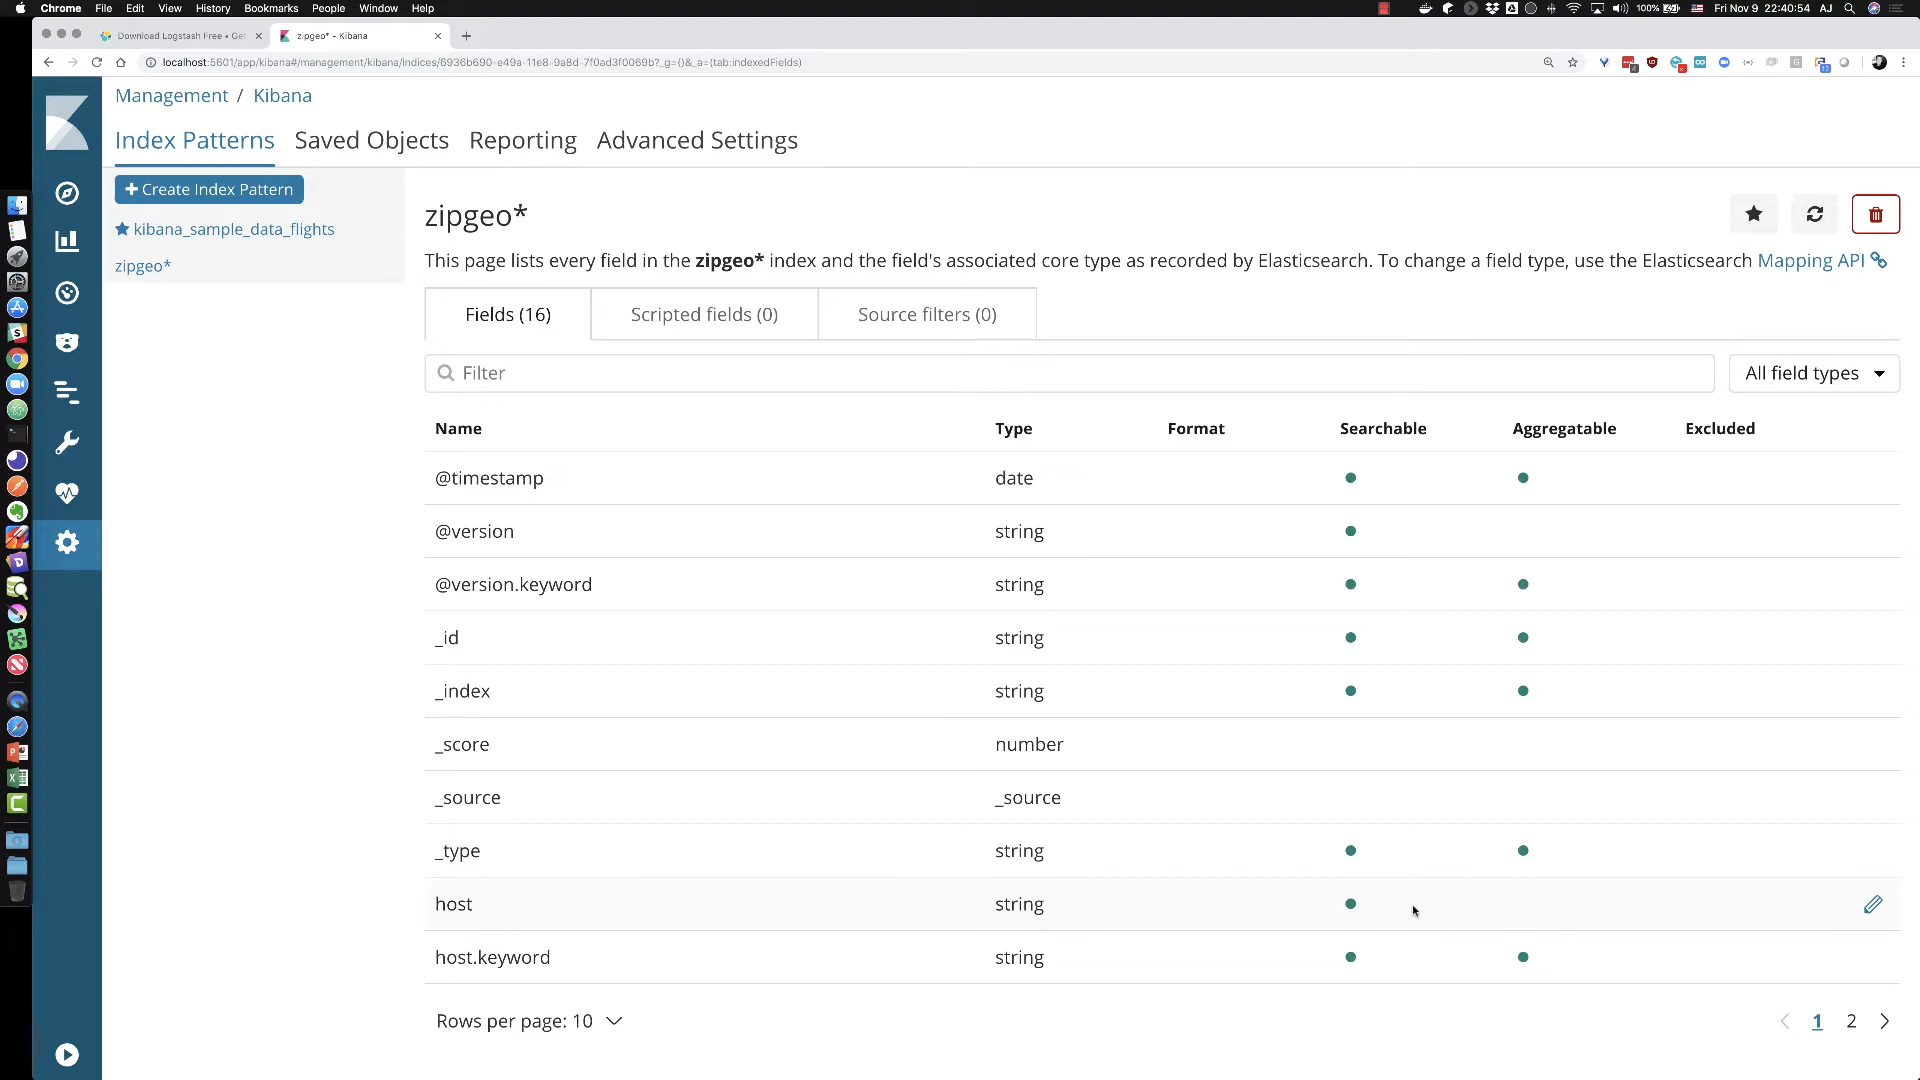 Chrome File Edit View History Bookmarks People Window Help
100% Fri Nov 9 22:40:54 AJ
Download Logstash Free • Get
zipgeo* - Kibana
localhost:5601/app/kibana#/management/kibana/indices/6936b690-e49a-11e8-9a8d-7f0ad3f0069b?_g=()&_a=(tab:indexedFields)
Management / Kibana
Index Patterns Saved Objects Reporting Advanced Settings
Create Index Pattern
kibana_sample_data_flights
zipgeo*
zipgeo*
This page lists every field in the zipgeo* index and the field's associated core type as recorded by Elasticsearch. To change a field type, use the Elasticsearch Mapping API
Fields (16) Scripted fields (0) Source filters (0)
Filter All field types
Name Type Format Searchable Aggregatable Excluded
@timestamp date
@version string
@version.keyword string
_id string
_index string
_score number
_source _source
_type string
host string
host.keyword string
Rows per page: 10 1 2